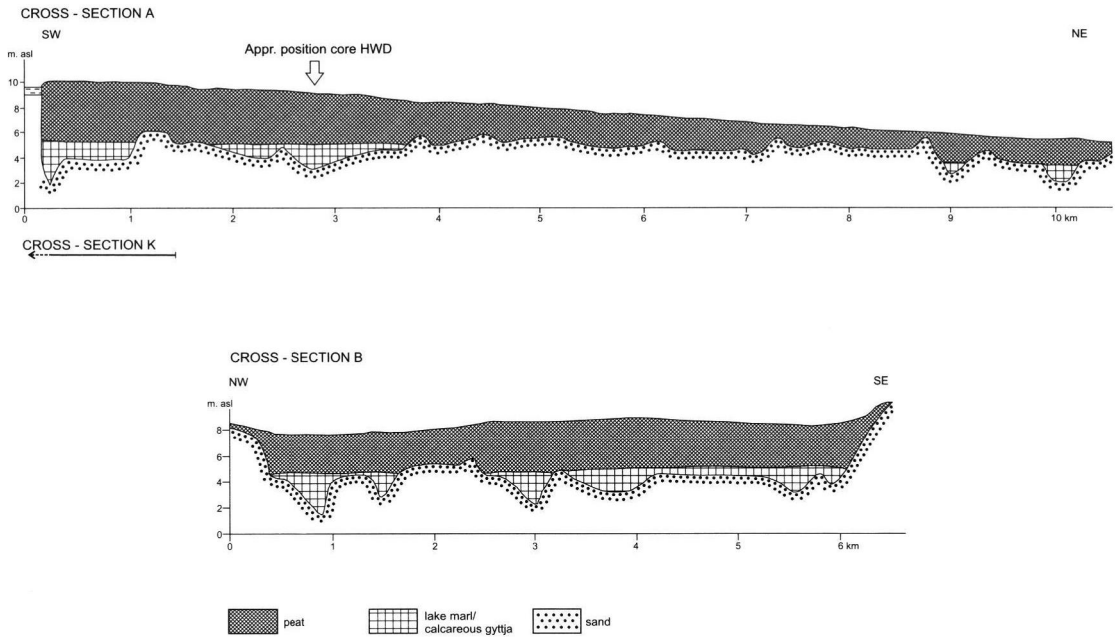 CROSS - SECTION A
SW
NE
m. asl
Appr. position core HWD
10
8
6
4
2
0
0 1 2 3 4 5 6 7 8 9 10 km
CROSS - SECTION K
CROSS - SECTION B
NW
SE
m. asl
8
6
4
2
0
0 1 2 3 4 5 6 km
peat
lake marl/
calcareous gyttja
sand